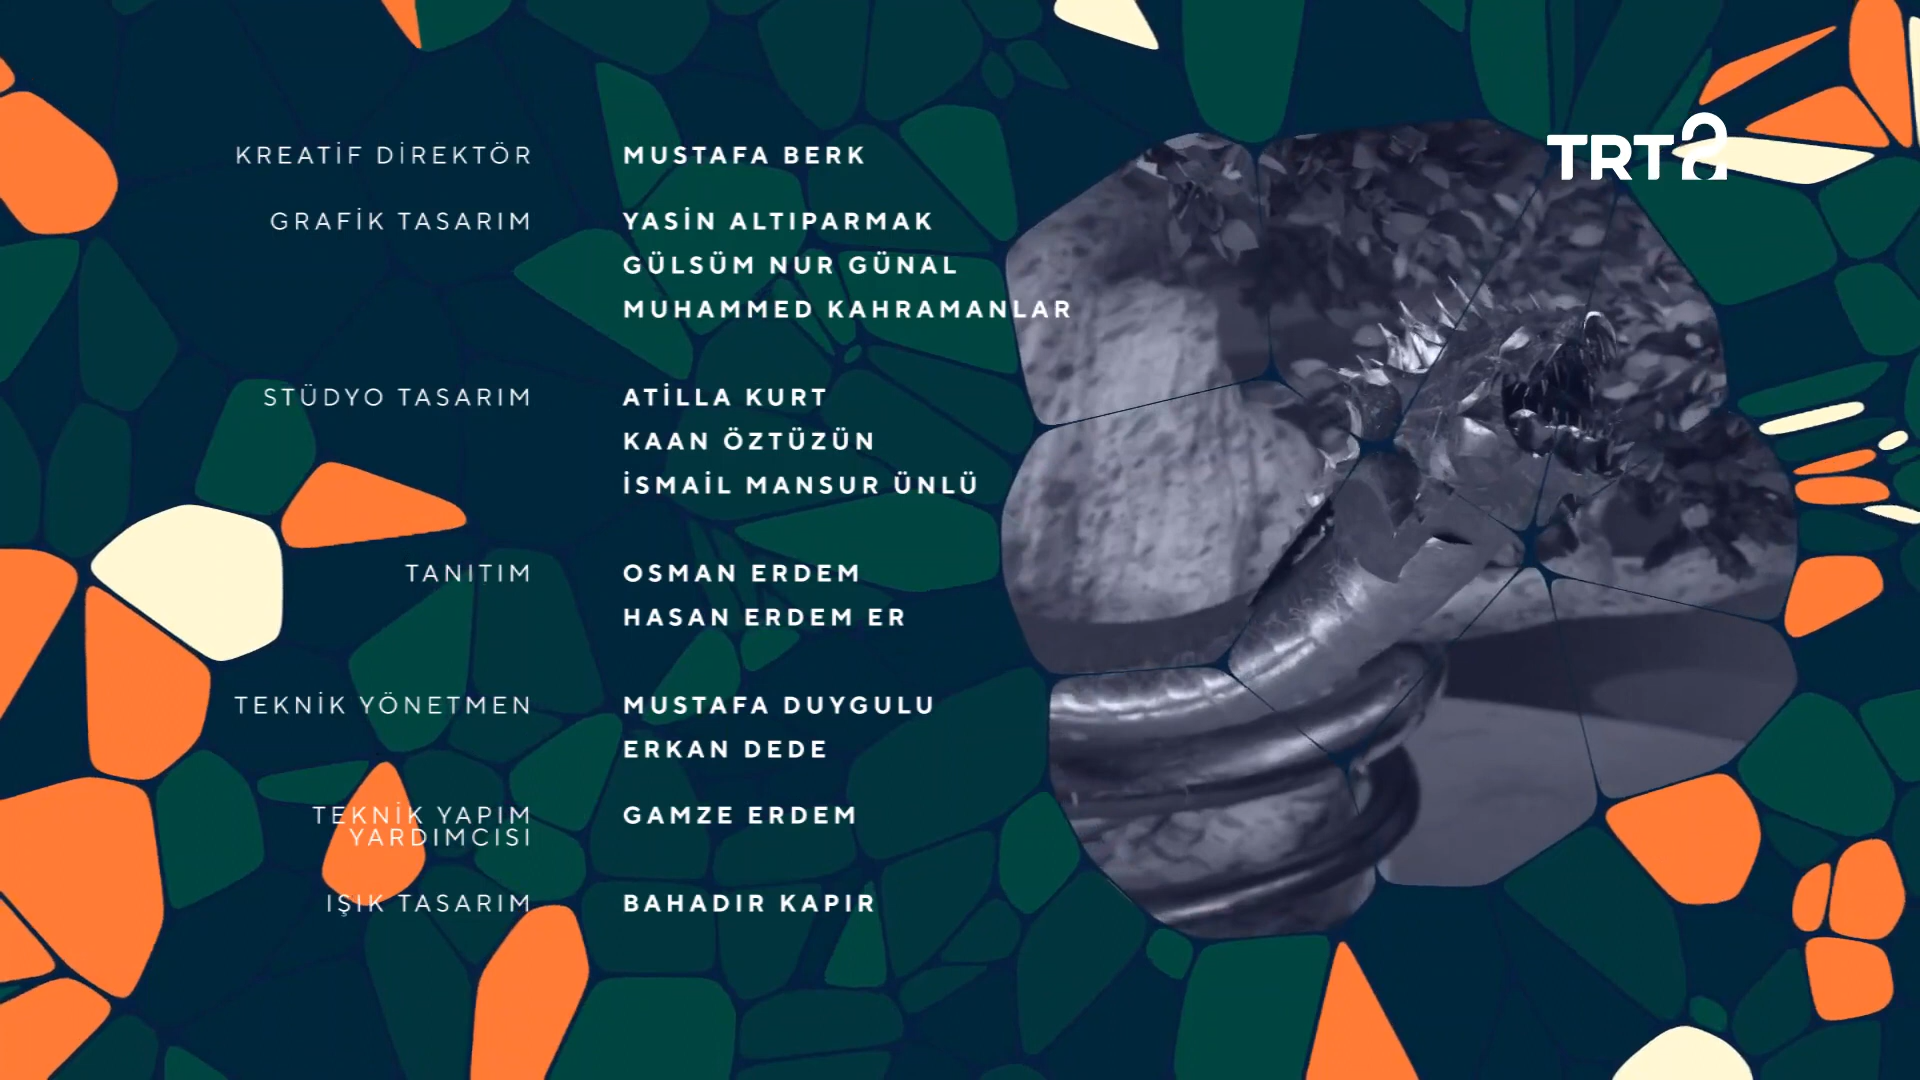 TRT2
KREATİF DİREKTÖR MUSTAFA BERK
GRAFİK TASARIM YASİN ALTIPARMAK
GÜLSÜM NUR GÜNAL
MUHAMMED KAHRAMANLAR
STÜDYO TASARIM ATİLLA KURT
KAAN ÖZTÜZÜN
İSMAİL MANSUR ÜNLÜ
TANITIM OSMAN ERDEM
HASAN ERDEM ER
TEKNİK YÖNETMEN MUSTAFA DUYGULU
ERKAN DEDE
TEKNİK YAPIM GAMZE ERDEM
YARDIMCISI
IŞIK TASARIM BAHADIR KAPIR